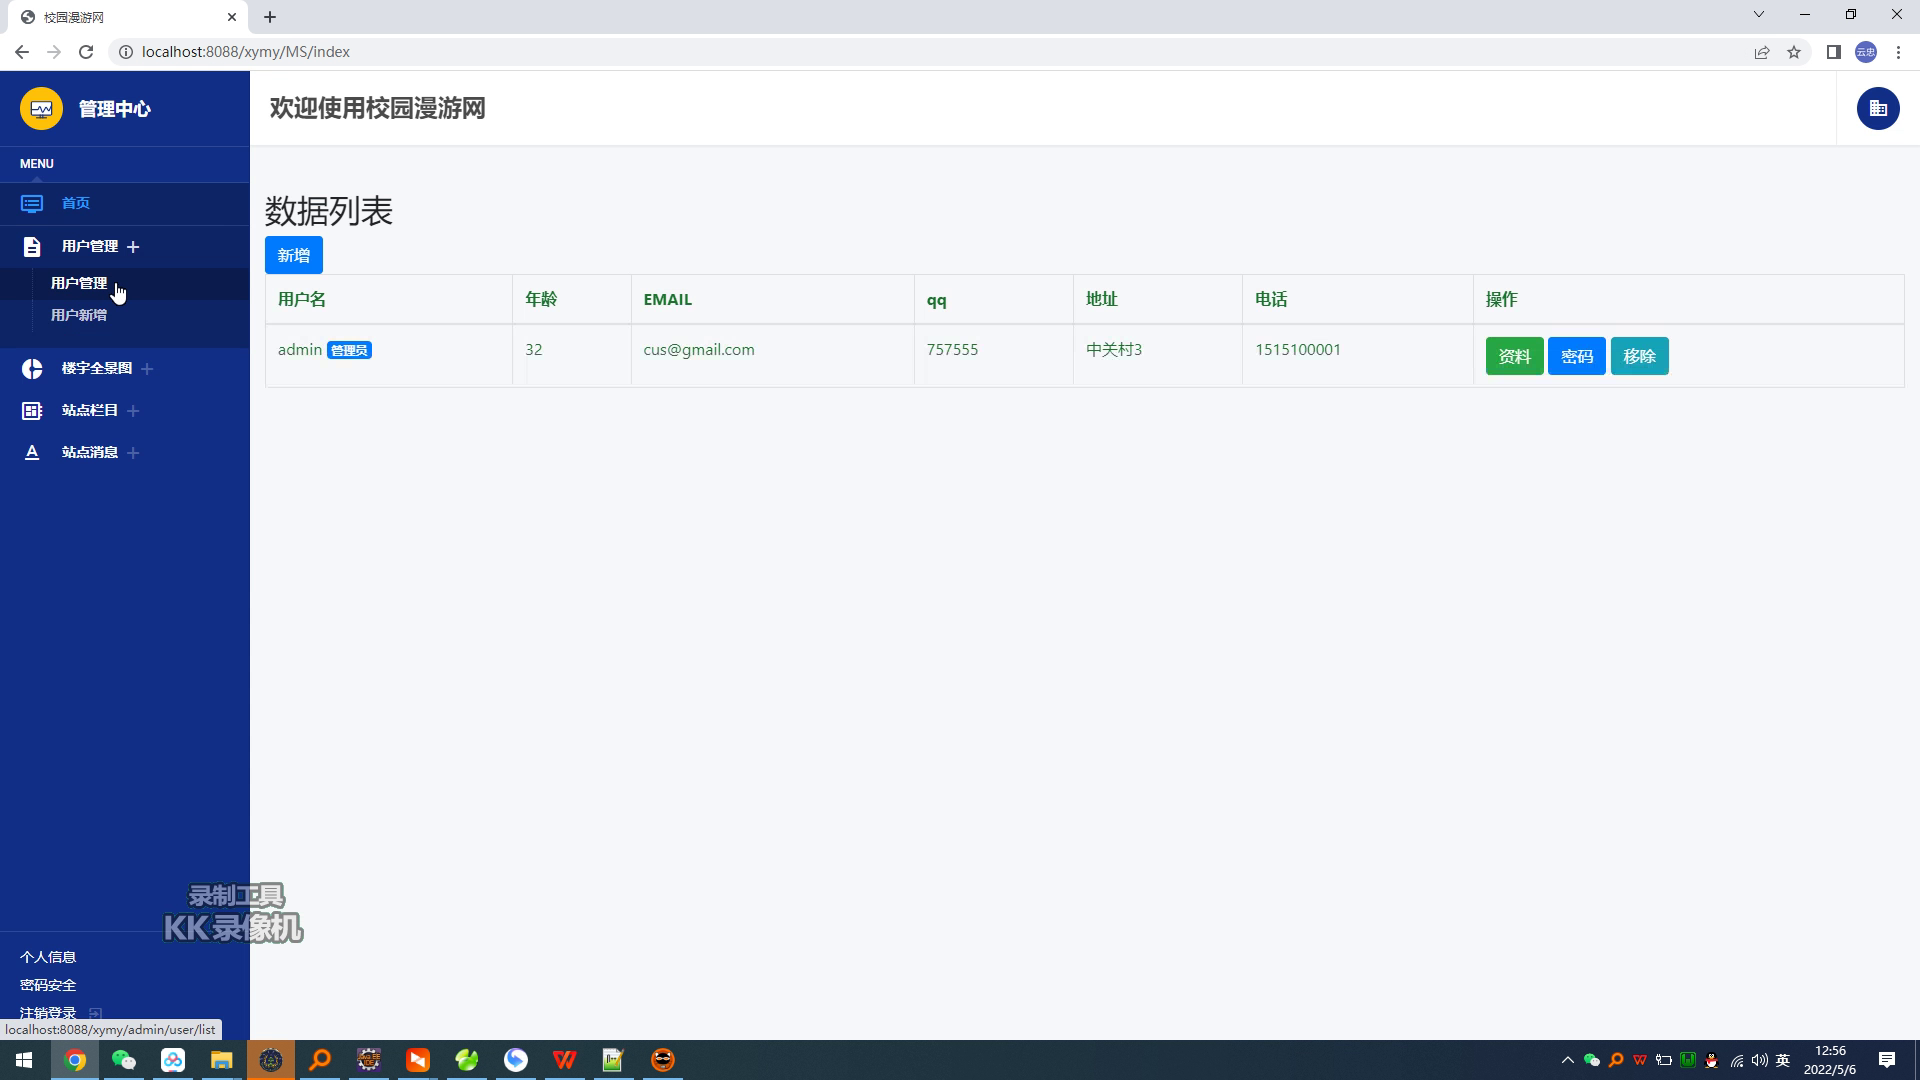 校园漫游网
localhost:8088/xymy/MS/index
云忠
管理中心
欢迎使用校园漫游网
MENU
首页
用户管理
用户管理
用户新增
楼宇全景图
站点栏目
站点消息
数据列表
新增
用户名 年龄 EMAIL qq 地址 电话 操作
admin 管理员 32 cus@gmail.com 757555 中关村3 1515100001 资料 密码 移除
录制工具
KK录像机
个人信息
密码安全
注销登录
localhost:8088/xymy/admin/user/list
英
12:56
2022/5/6